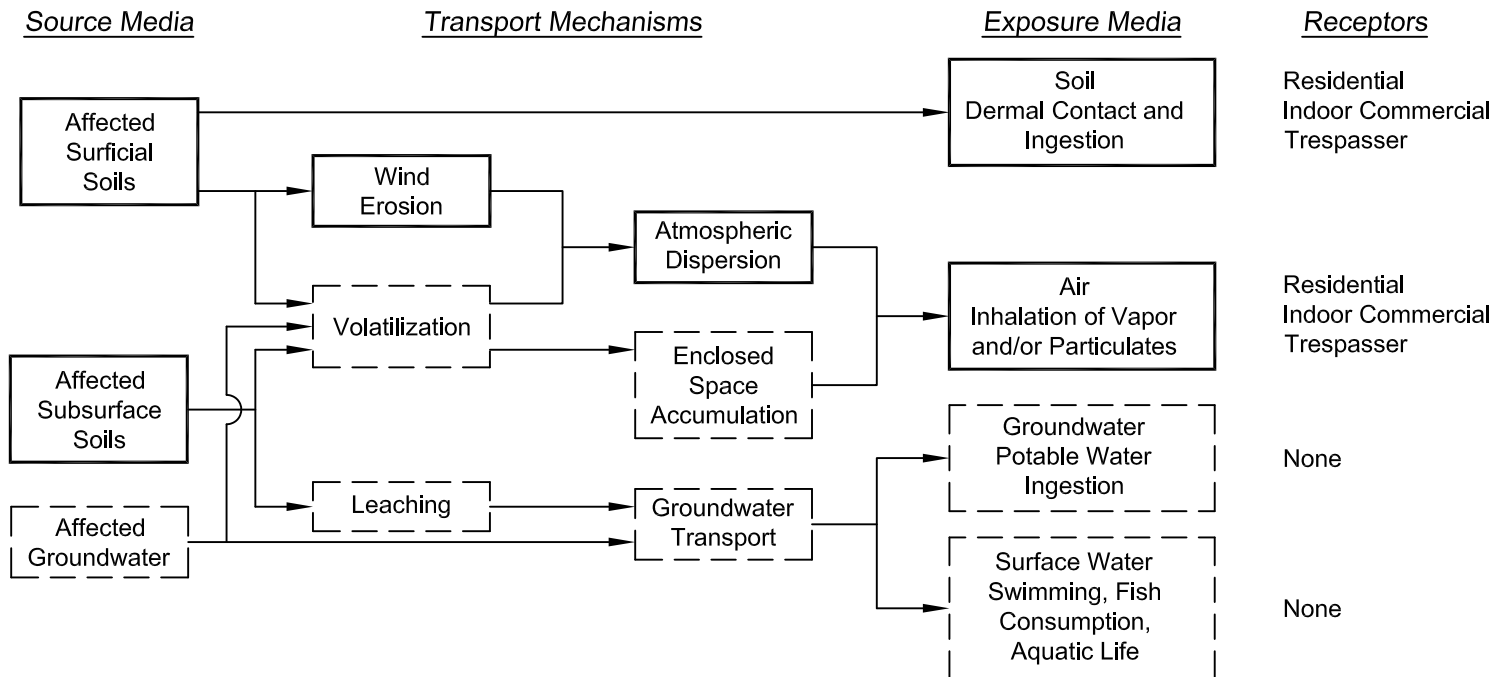 Source Media
Transport Mechanisms
Exposure Media
Receptors
Affected
Surficial
Soils
Wind
Erosion
Volatilization
Atmospheric
Dispersion
Soil
Dermal Contact and
Ingestion
Residential
Indoor Commercial
Trespasser
Affected
Subsurface
Soils
Enclosed
Space
Accumulation
Air
Inhalation of Vapor
and/or Particulates
Residential
Indoor Commercial
Trespasser
Affected
Groundwater
Leaching
Groundwater
Transport
Groundwater
Potable Water
Ingestion
None
Surface Water
Swimming, Fish
Consumption,
Aquatic Life
None